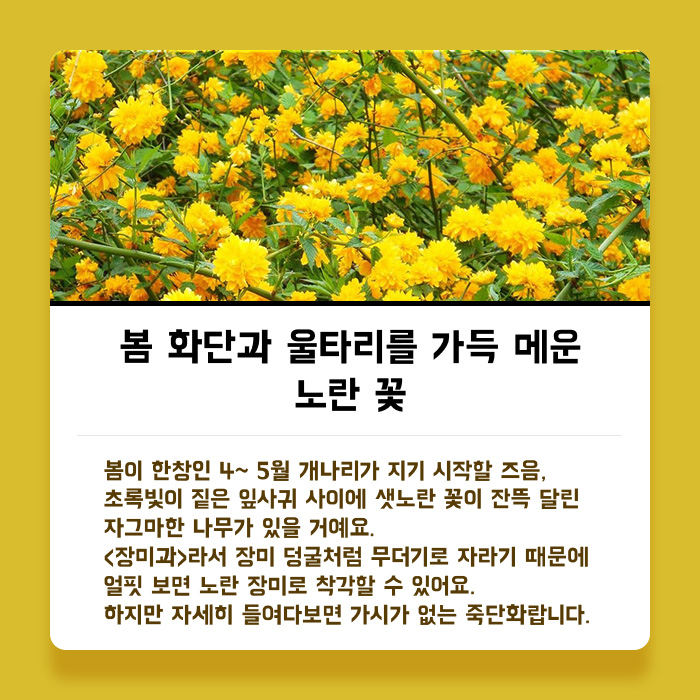 봄 화단과 울타리를 가득 메운
노란 꽃
봄이 한창인 4~ 5월 개나리가 지기 시작할 즈음,
초록빛이 짙은 잎사귀 사이에 샛노란 꽃이 잔뜩 달린
자그마한 나무가 있을 거예요.
<장미과>라서 장미 덩굴처럼 무더기로 자라기 때문에
얼핏 보면 노란 장미로 착각할 수 있어요.
하지만 자세히 들여다보면 가시가 없는 죽단화랍니다.